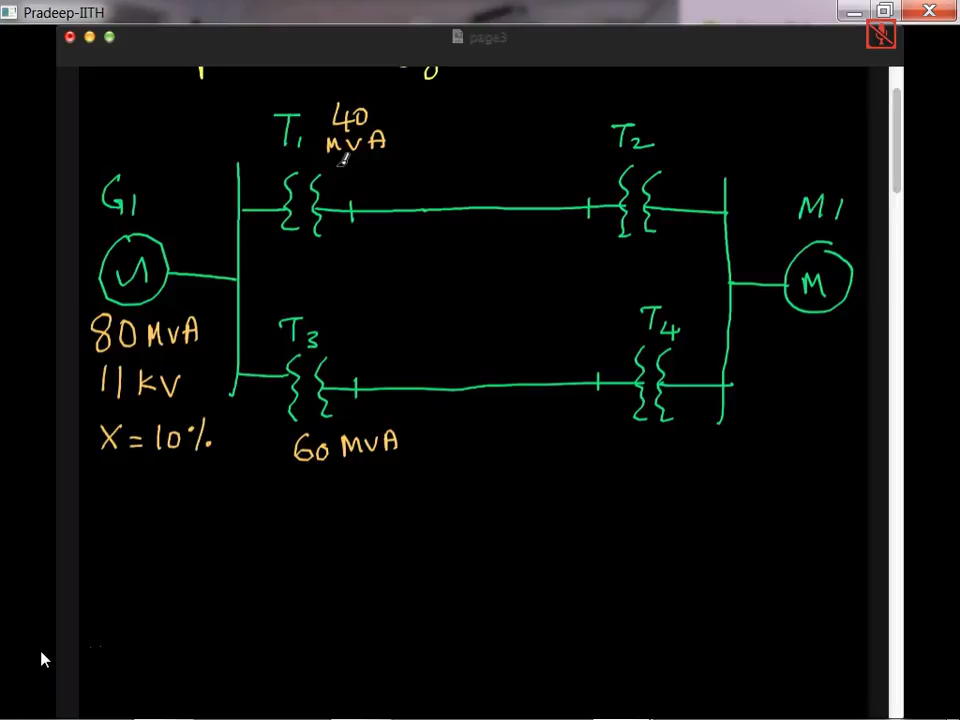 Pradeep-IITH
page3
T1
40
MVA
T2
G1
M1
M
80 MVA
T3
T4
11 KV
X = 10%
60 MVA